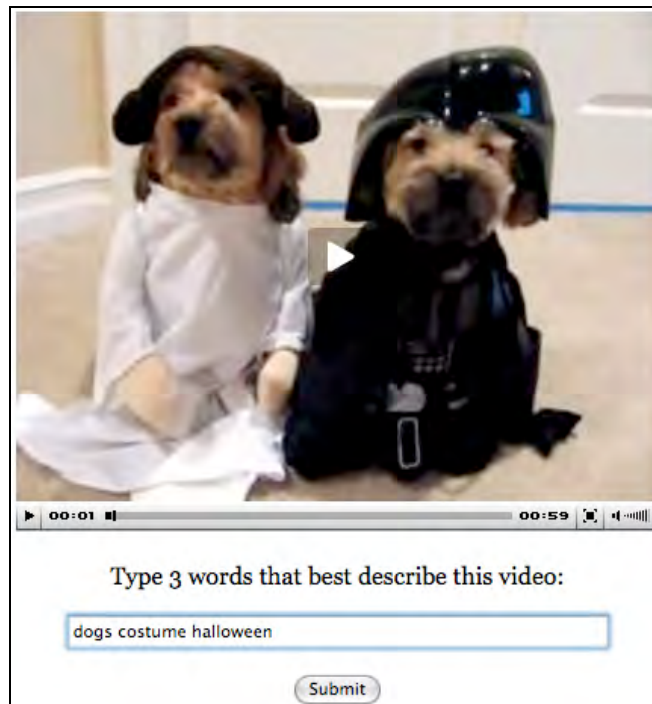 00:01 00:59
Type 3 words that best describe this video:
dogs costume halloween
Submit